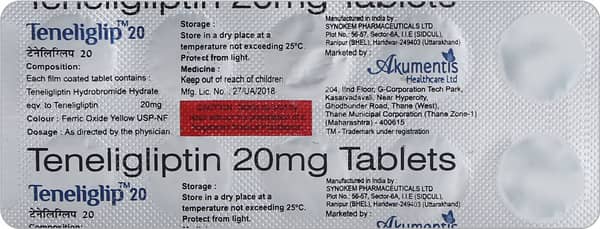 Teneligliptin 20mg Tablets
Teneliglip™ 20
टेनेलिग्लिप 20
Composition:
Each film coated tablet contains :
Teneligliptin Hydrobromide Hydrate
eqv. to Teneligliptin 20mg
Colour : Ferric Oxide Yellow USP-NF
Dosage : As directed by the physician.
Storage :
Store in a dry place at a
temperature not exceeding 25°C.
Protect from light.
Medicine :
Keep out of reach of children.
Mfg. Lic. No. : 27/UA/2018
Manufactured in India by
SYNOKEM PHARMACEUTICALS LTD
Plot No.: 56-57, Sector-6A, I.I.E (SIDCUL),
Ranipur (BHEL), Haridwar-249403 (Uttarakhand)
Marketed by :
Akumentis
Healthcare Ltd
204, IInd Floor, G-Corporation Tech Park,
Kasarvadavali, Near Hypercity,
Ghodbunder Road, Thane (West),
Thane Municipal Corporation (Thane Zone-1)
(Maharashtra) - 400615
TM - Trademark under registration
Teneligliptin 20mg Tablets
Teneliglip™ 20
टेनेलिग्लिप 20
Storage :
Store in a dry place at a
temperature not exceeding 25°C.
Protect from light.
Manufactured in India by
SYNOKEM PHARMACEUTICALS LTD
Plot No.: 56-57, Sector-6A, I.I.E (SIDCUL),
Ranipur (BHEL), Haridwar-249403 (Uttarakhand)
Marketed by :
Akumentis